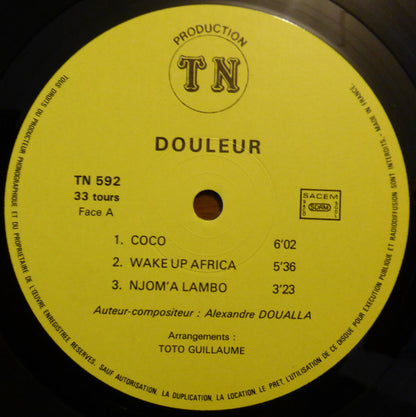 PRODUCTION
TN
DOULEUR
TN 592
33 tours
Face A
SACEM
SACD SDRM SGDL
1. COCO 6'02
2. WAKE UP AFRICA 5'36
3. NJOM'A LAMBO 3'23
Auteur-compositeur : Alexandre DOUALLA
Arrangements :
TOTO GUILLAUME
TOUS DROITS DU PRODUCTEUR PHONOGRAPHIQUE ET DU PROPRIETAIRE DE L'ŒUVRE ENREGISTREE RESERVES. SAUF AUTORISATION, LA DUPLICATION, LA LOCATION, LE PRET, L'UTILISATION DE CE DISQUE POUR EXECUTION PUBLIQUE ET RADIODIFFUSION SONT INTERDITS. - MADE IN FRANCE.